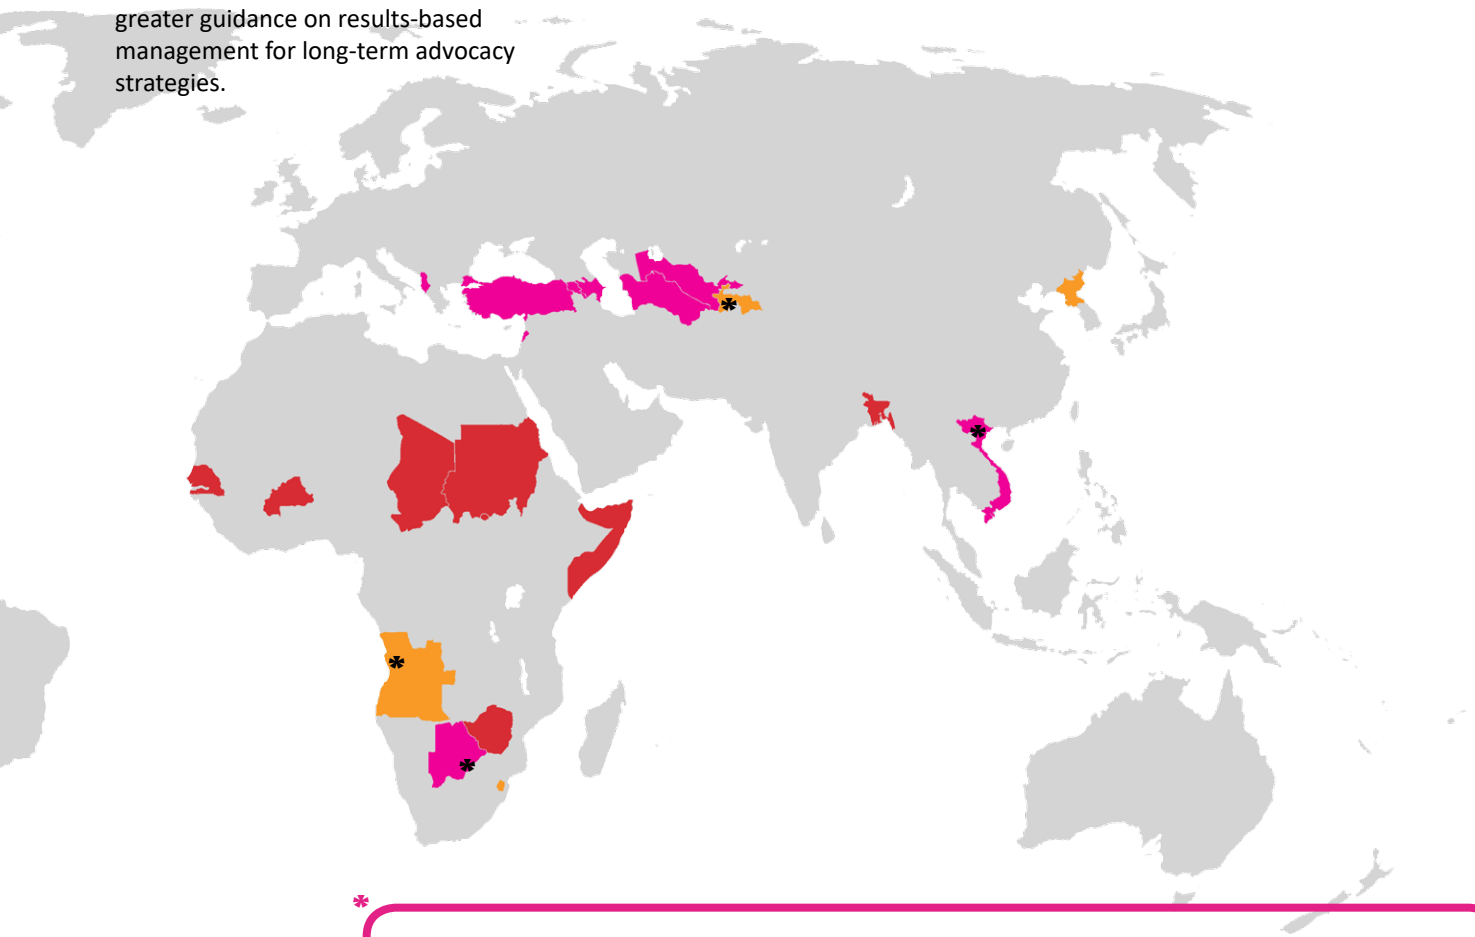 greater guidance on results-based
management for long-term advocacy
strategies.
*
*
*
*
*